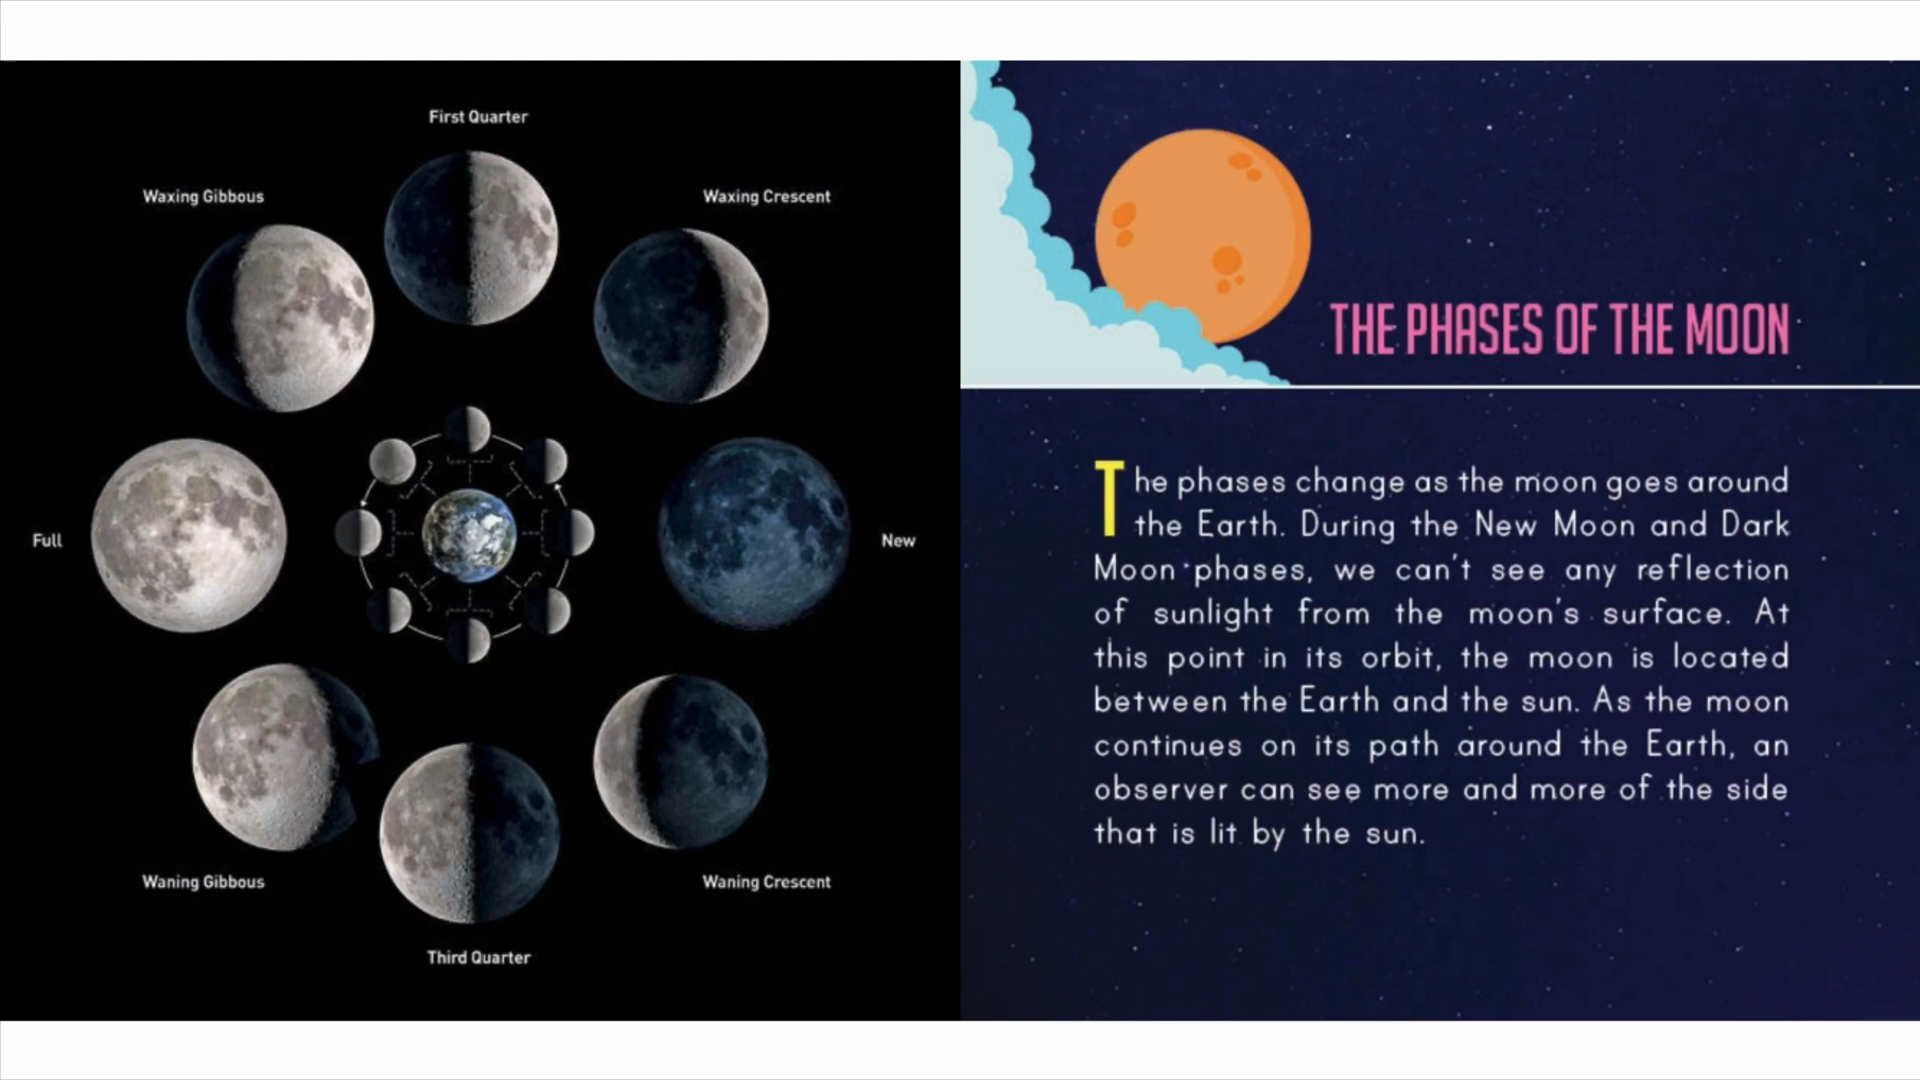 First Quarter
Waxing Gibbous
Waxing Crescent
Full
New
Waning Gibbous
Waning Crescent
Third Quarter
THE PHASES OF THE MOON
The phases change as the moon goes around
the Earth. During the New Moon and Dark
Moon phases, we can't see any reflection
of sunlight from the moon's surface. At
this point in its orbit, the moon is located
between the Earth and the sun. As the moon
continues on its path around the Earth, an
observer can see more and more of the side
that is lit by the sun.